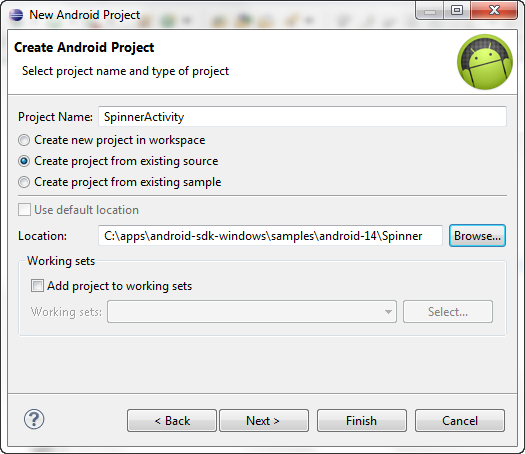 New Android Project
Create Android Project
Select project name and type of project
Project Name: SpinnerActivity
Create new project in workspace
Create project from existing source
Create project from existing sample
Use default location
Location: C:\apps\android-sdk-windows\samples\android-14\Spinner Browse...
Working sets
Add project to working sets
Working sets: Select...
? < Back Next > Finish Cancel